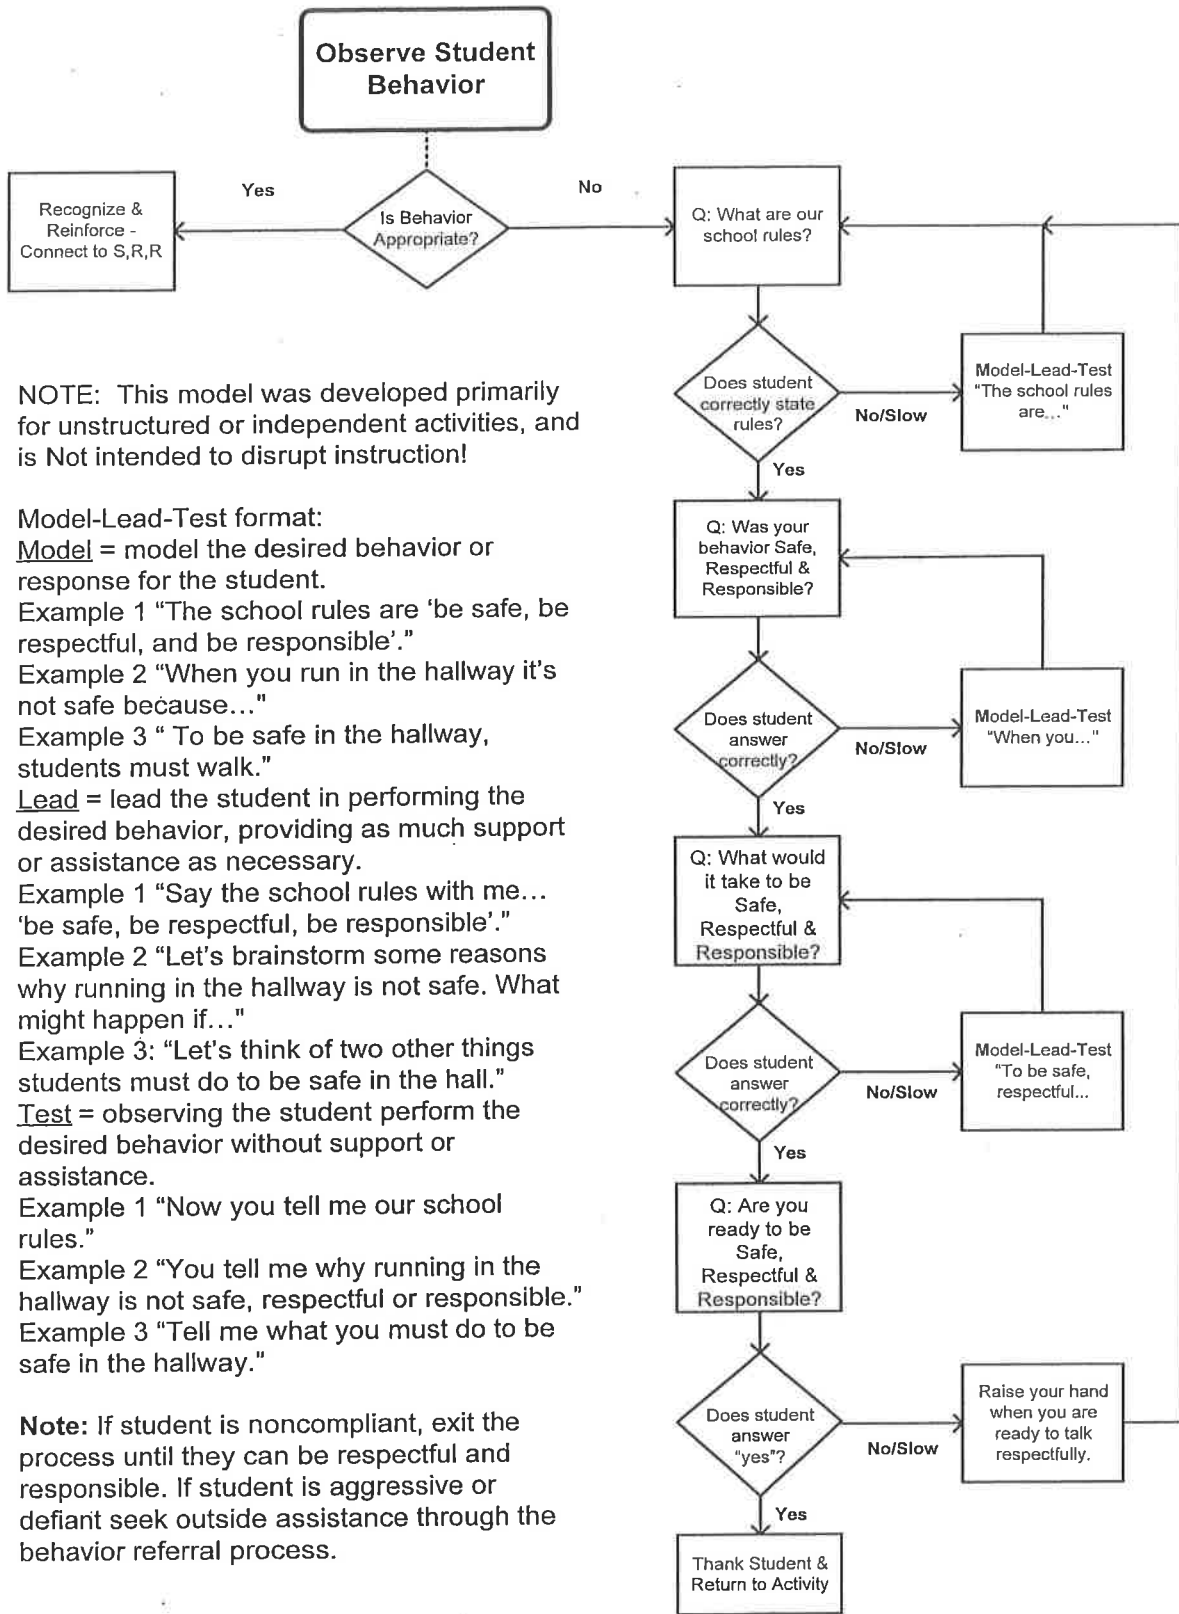 Observe Student
Behavior
Yes
No
Recognize &
Reinforce -
Connect to S,R,R
Is Behavior
Appropriate?
Q: What are our
school rules?
Does student
correctly state
rules?
No/Slow
Model-Lead-Test
"The school rules
are..."
Yes
Q: Was your
behavior Safe,
Respectful &
Responsible?
Does student
answer
correctly?
No/Slow
Model-Lead-Test
"When you..."
Yes
Q: What would
it take to be
Safe,
Respectful &
Responsible?
Does student
answer
correctly?
No/Slow
Model-Lead-Test
"To be safe,
respectful...
Yes
Q: Are you
ready to be
Safe,
Respectful &
Responsible?
Does student
answer
"yes"?
No/Slow
Raise your hand
when you are
ready to talk
respectfully.
Yes
Thank Student &
Return to Activity
NOTE:  This model was developed primarily
for unstructured or independent activities, and
is Not intended to disrupt instruction!
Model-Lead-Test format:
Model = model the desired behavior or
response for the student.
Example 1 “The school rules are ‘be safe, be
respectful, and be responsible’.”
Example 2 “When you run in the hallway it’s
not safe because…"
Example 3 “ To be safe in the hallway,
students must walk."
Lead = lead the student in performing the
desired behavior, providing as much support
or assistance as necessary.
Example 1 “Say the school rules with me…
‘be safe, be respectful, be responsible’.”
Example 2 “Let’s brainstorm some reasons
why running in the hallway is not safe. What
might happen if…"
Example 3: “Let’s think of two other things
students must do to be safe in the hall.”
Test = observing the student perform the
desired behavior without support or
assistance.
Example 1 “Now you tell me our school
rules.”
Example 2 “You tell me why running in the
hallway is not safe, respectful or responsible.”
Example 3 “Tell me what you must do to be
safe in the hallway."
Note: If student is noncompliant, exit the
process until they can be respectful and
responsible. If student is aggressive or
defiant seek outside assistance through the
behavior referral process.